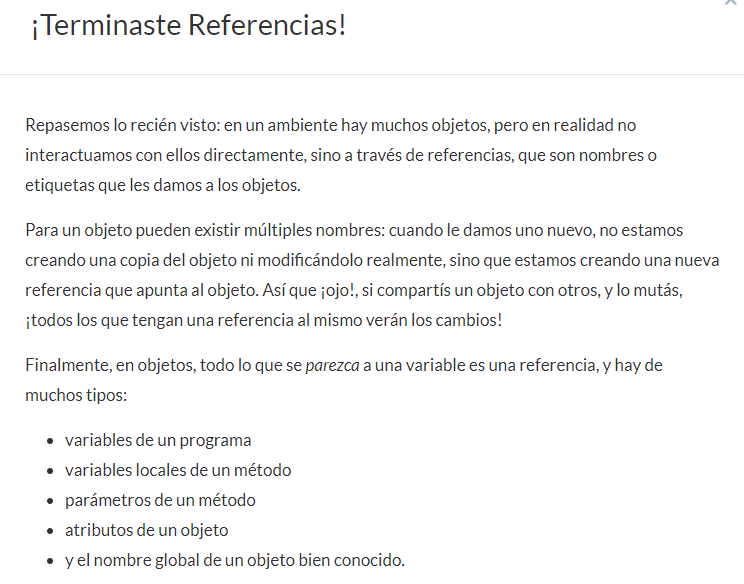 ¡Terminaste Referencias!
Repasemos lo recién visto: en un ambiente hay muchos objetos, pero en realidad no
interactuamos con ellos directamente, sino a través de referencias, que son nombres o
etiquetas que les damos a los objetos.
Para un objeto pueden existir múltiples nombres: cuando le damos uno nuevo, no estamos
creando una copia del objeto ni modificándolo realmente, sino que estamos creando una nueva
referencia que apunta al objeto. Así que ¡ojo!, si compartís un objeto con otros, y lo mutás,
¡todos los que tengan una referencia al mismo verán los cambios!
Finalmente, en objetos, todo lo que se parezca a una variable es una referencia, y hay de
muchos tipos:
• variables de un programa
• variables locales de un método
• parámetros de un método
• atributos de un objeto
• y el nombre global de un objeto bien conocido.